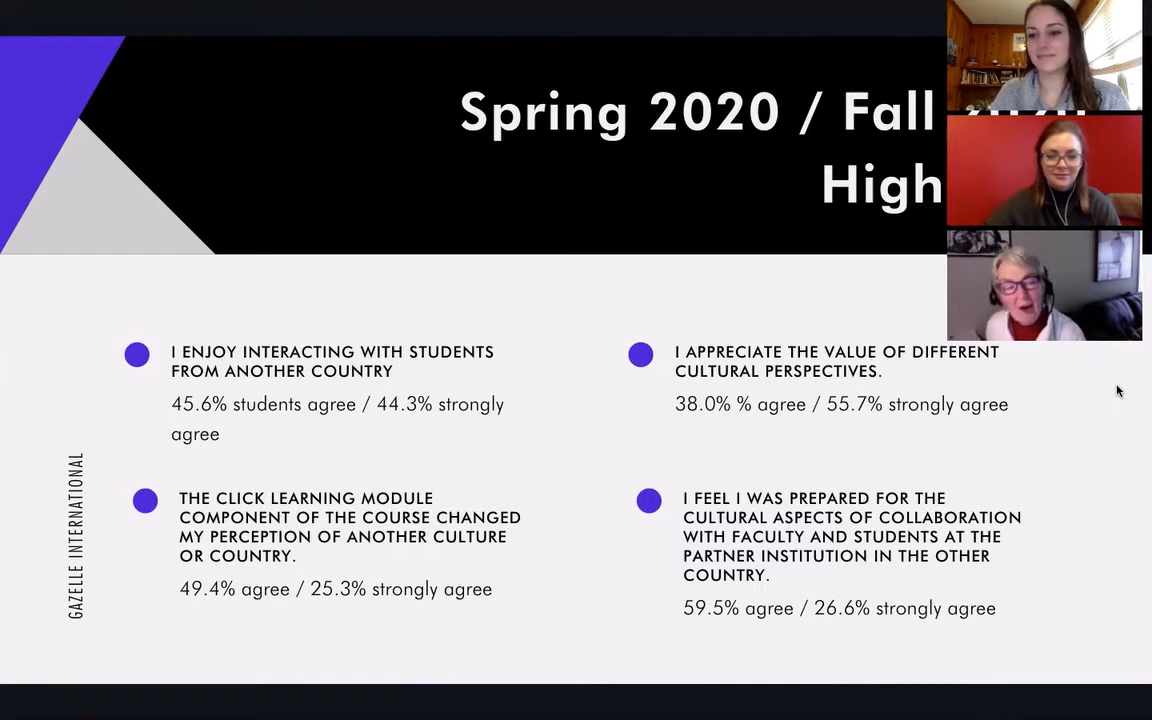 Spring 2020 / Fall 2020
High
I ENJOY INTERACTING WITH STUDENTS
FROM ANOTHER COUNTRY
45.6% students agree / 44.3% strongly
agree
I APPRECIATE THE VALUE OF DIFFERENT
CULTURAL PERSPECTIVES.
38.0% % agree / 55.7% strongly agree
GAZELLE INTERNATIONAL
THE CLICK LEARNING MODULE
COMPONENT OF THE COURSE CHANGED
MY PERCEPTION OF ANOTHER CULTURE
OR COUNTRY.
49.4% agree / 25.3% strongly agree
I FEEL I WAS PREPARED FOR THE
CULTURAL ASPECTS OF COLLABORATION
WITH FACULTY AND STUDENTS AT THE
PARTNER INSTITUTION IN THE OTHER
COUNTRY.
59.5% agree / 26.6% strongly agree